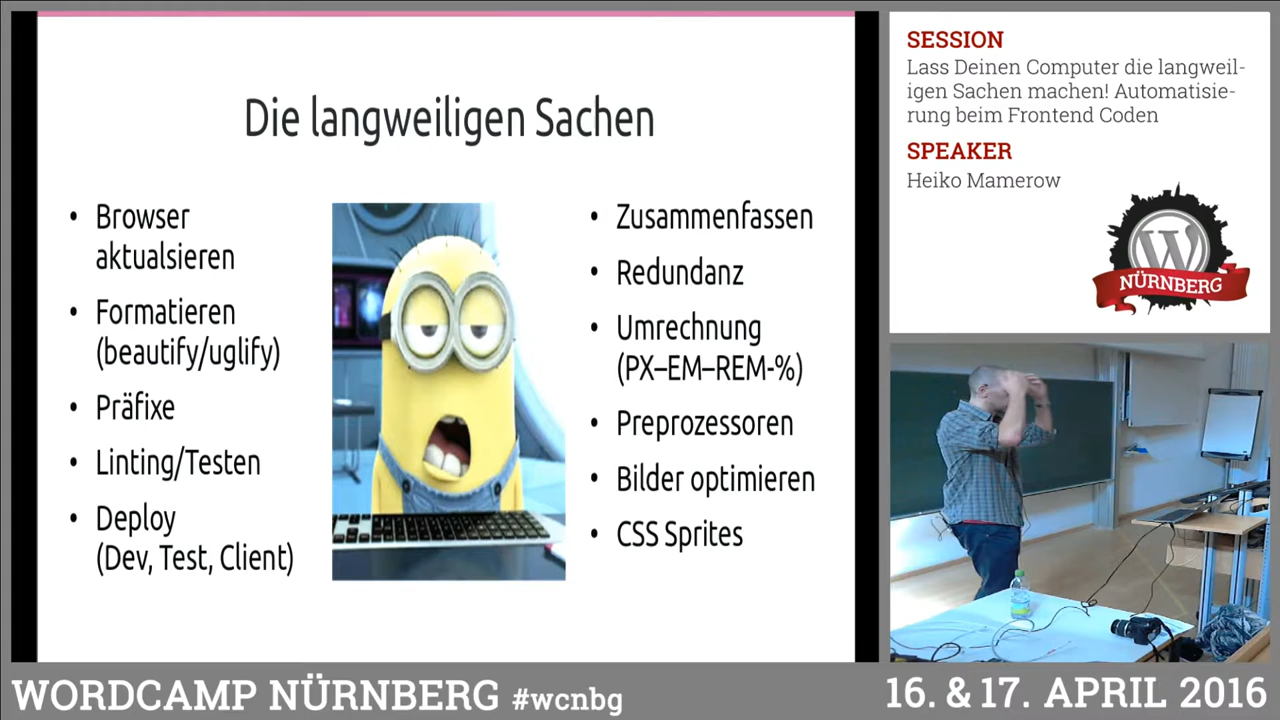 Die langweiligen Sachen
• Browser
aktualsieren
• Formatieren
(beautify/uglify)
• Präfixe
• Linting/Testen
• Deploy
(Dev, Test, Client)
• Zusammenfassen
• Redundanz
• Umrechnung
(PX–EM–REM-%)
• Preprozessoren
• Bilder optimieren
• CSS Sprites
SESSION
Lass Deinen Computer die langweil-
igen Sachen machen! Automatisie-
rung beim Frontend Coden
SPEAKER
Heiko Mamerow
W
NÜRNBERG
WORDCAMP NÜRNBERG #wcnbg
16. & 17. APRIL 2016